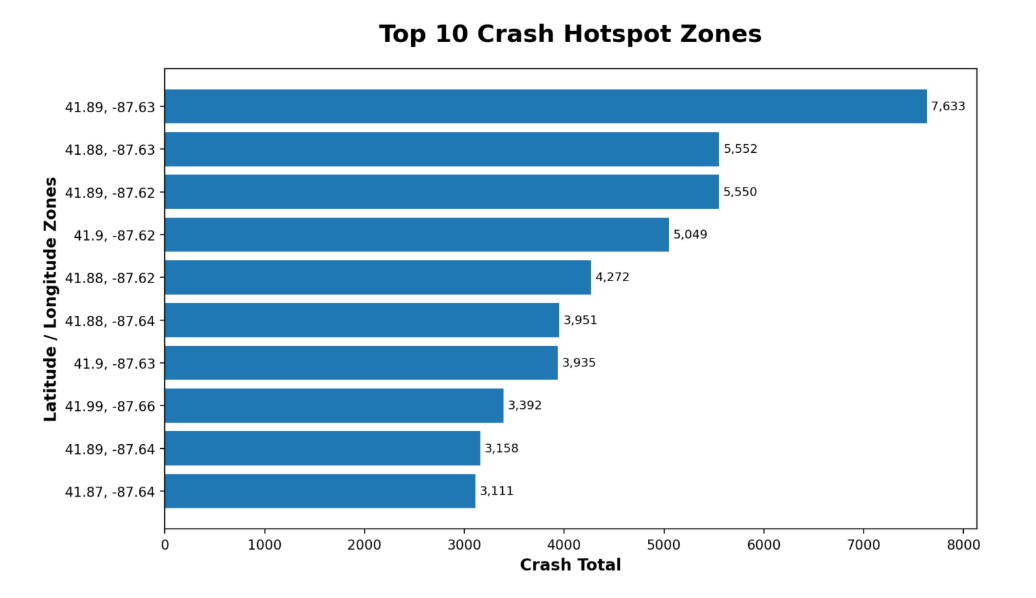 Top 10 Crash Hotspot Zones
Latitude / Longitude Zones
41.89, -87.63 7,633
41.88, -87.63 5,552
41.89, -87.62 5,550
41.9, -87.62 5,049
41.88, -87.62 4,272
41.88, -87.64 3,951
41.9, -87.63 3,935
41.99, -87.66 3,392
41.89, -87.64 3,158
41.87, -87.64 3,111
0 1000 2000 3000 4000 5000 6000 7000 8000
Crash Total